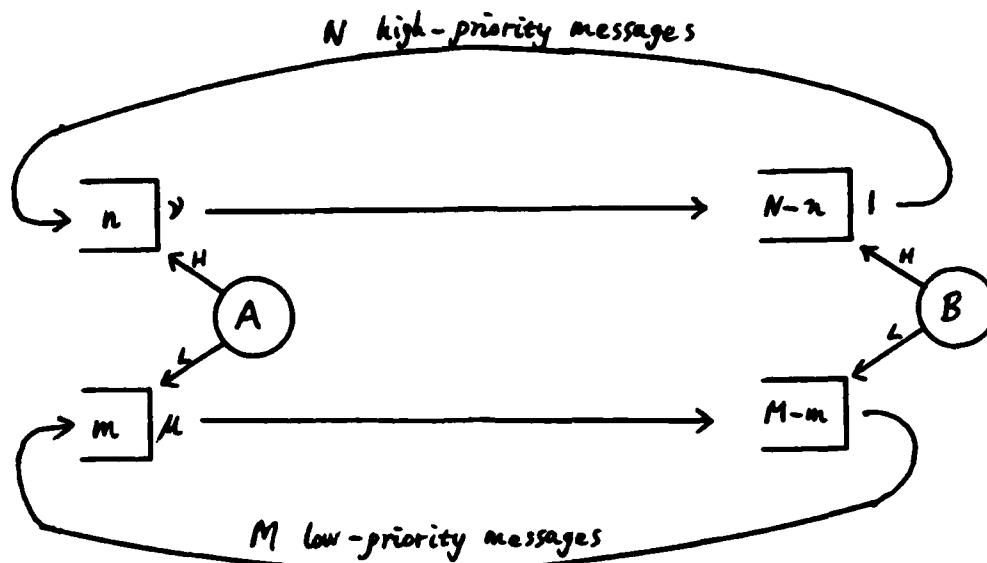 N high-priority messages
n ν
N-n 1
H
H
A
B
L
L
m μ
M-m
M low-priority messages